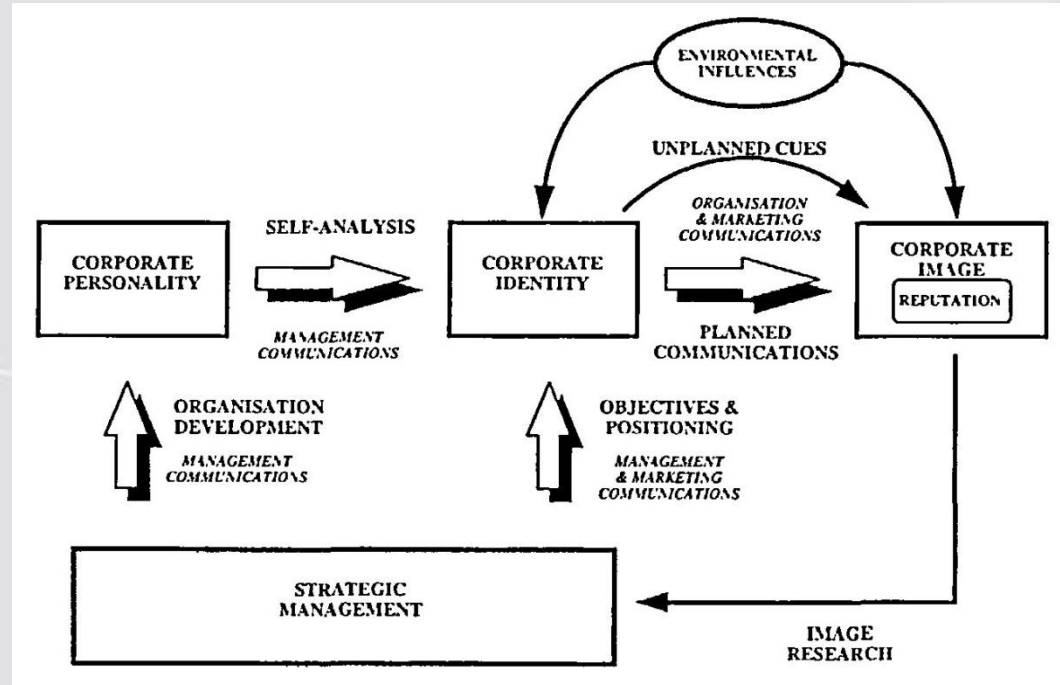 ENVIRONMENTAL
INFLUENCES
UNPLANNED CUES
ORGANISATION
& MARKETING
COMMUNICATIONS
SELF-ANALYSIS
CORPORATE
PERSONALITY
CORPORATE
IDENTITY
CORPORATE
IMAGE
REPUTATION
MANAGEMENT
COMMUNICATIONS
PLANNED
COMMUNICATIONS
ORGANISATION
DEVELOPMENT
MANAGEMENT
COMMUNICATIONS
OBJECTIVES &
POSITIONING
MANAGEMENT
& MARKETING
COMMUNICATIONS
STRATEGIC
MANAGEMENT
IMAGE
RESEARCH